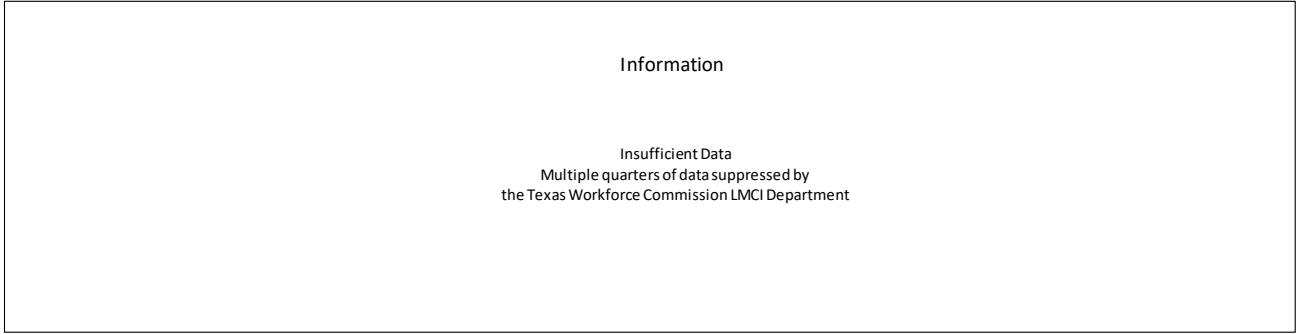 Information
Insufficient Data
Multiple quarters of data suppressed by
the Texas Workforce Commission LMCI Department